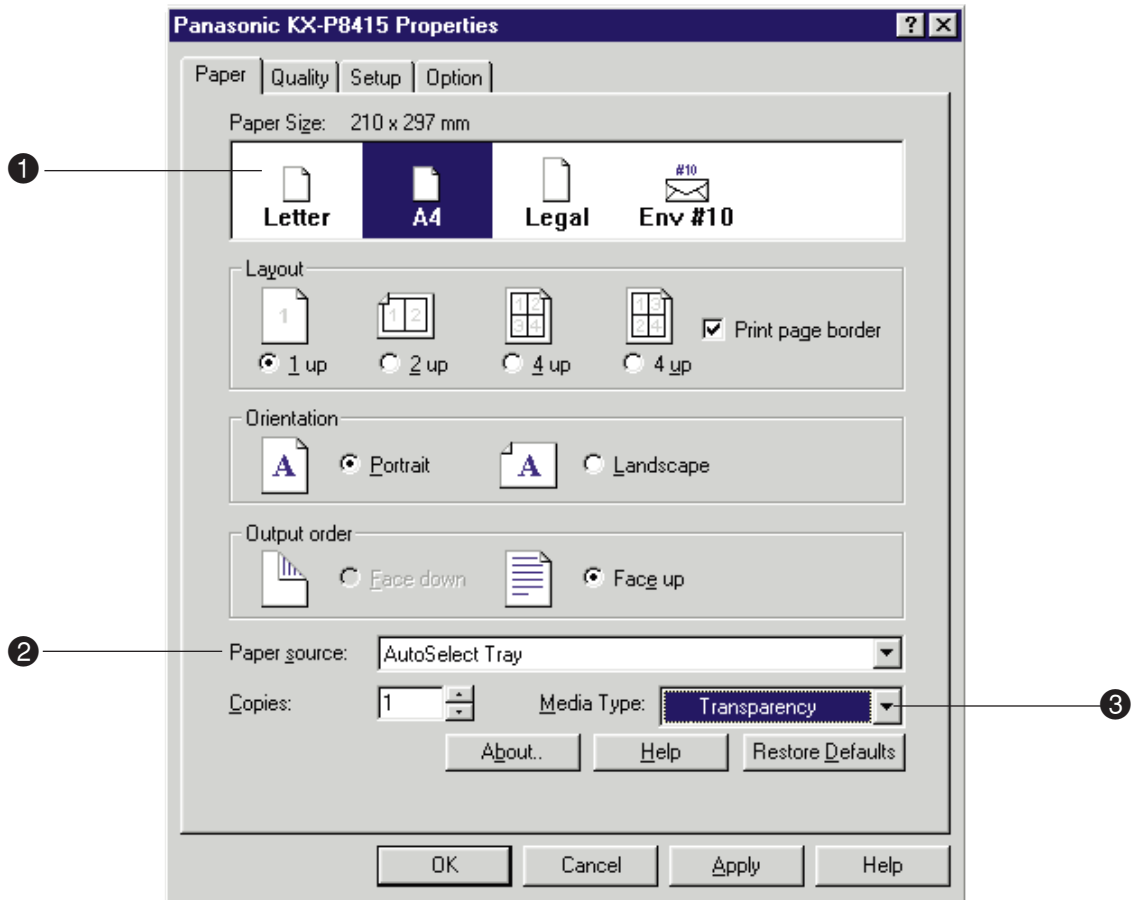 Panasonic KX-P8415 Properties
Paper Quality Setup Option
Paper Size: 210 x 297 mm
1
#10
Letter A4 Legal Env #10
Layout
1 1 2 1 2 1 3
3 4 2 4
Print page border
1 up 2 up 4 up 4 up
Orientation
A Portrait A Landscape
Output order
Face down Face up
2 Paper source: AutoSelect Tray
Copies: 1 Media Type: Transparency 3
About.. Help Restore Defaults
OK Cancel Apply Help